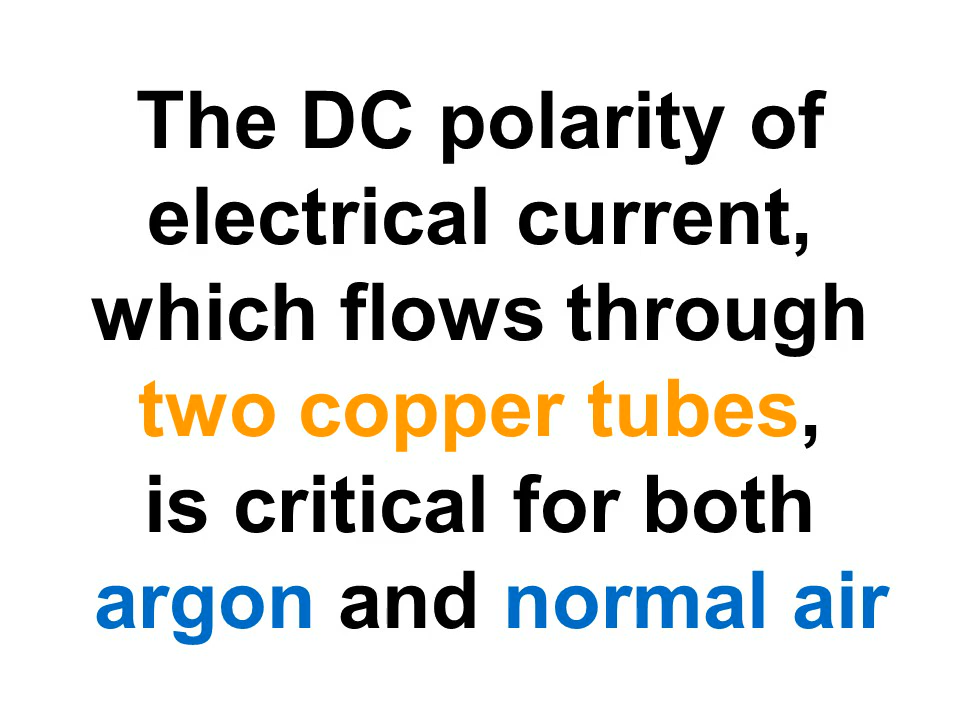 The DC polarity of
electrical current,
which flows through
two copper tubes,
is critical for both
argon and normal air